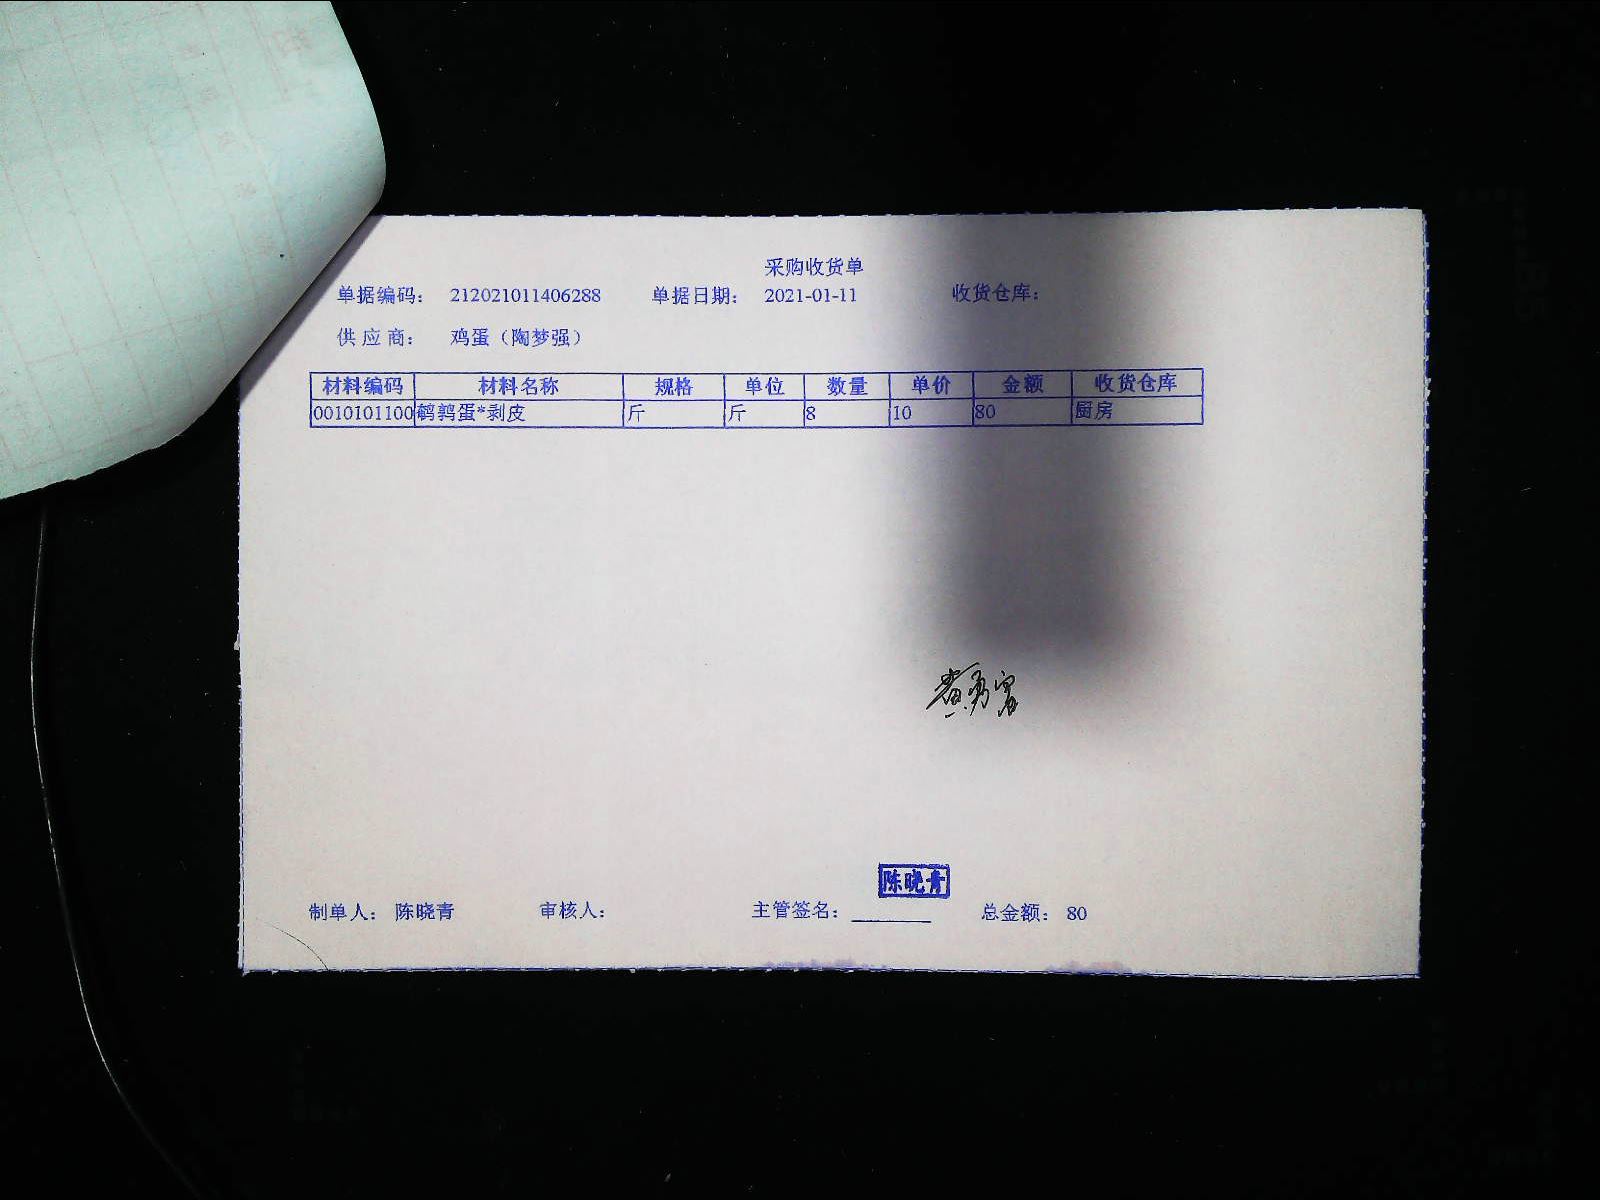 采购收货单
单据编码： 212021011406288 单据日期： 2021-01-11 收货仓库：
供应商： 鸡蛋（陶梦强）
材料编码 材料名称 规格 单位 数量 单价 金额 收货仓库
0010101100 鹌鹑蛋*剥皮 斤 斤 8 10 80 厨房
陈晓青
制单人： 陈晓青 审核人： 主管签名： 总金额： 80